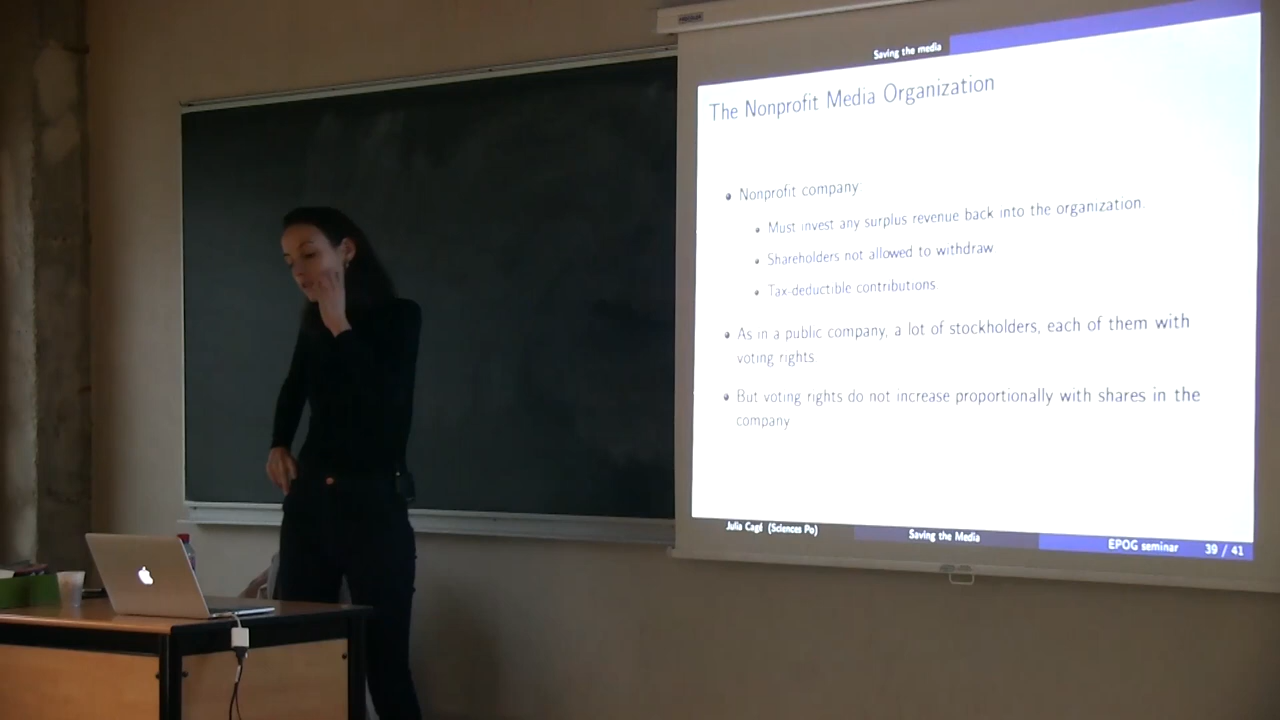 Saving the media
The Nonprofit Media Organization
Nonprofit company
Must invest any surplus revenue back into the organization.
Shareholders not allowed to withdraw
Tax-deductible contributions.
As in a public company, a lot of stockholders, each of them with
voting rights
But voting rights do not increase proportionally with shares in the
company
Julia Cagé (Sciences Po)
Saving the Media
EPOG seminar
39 / 41